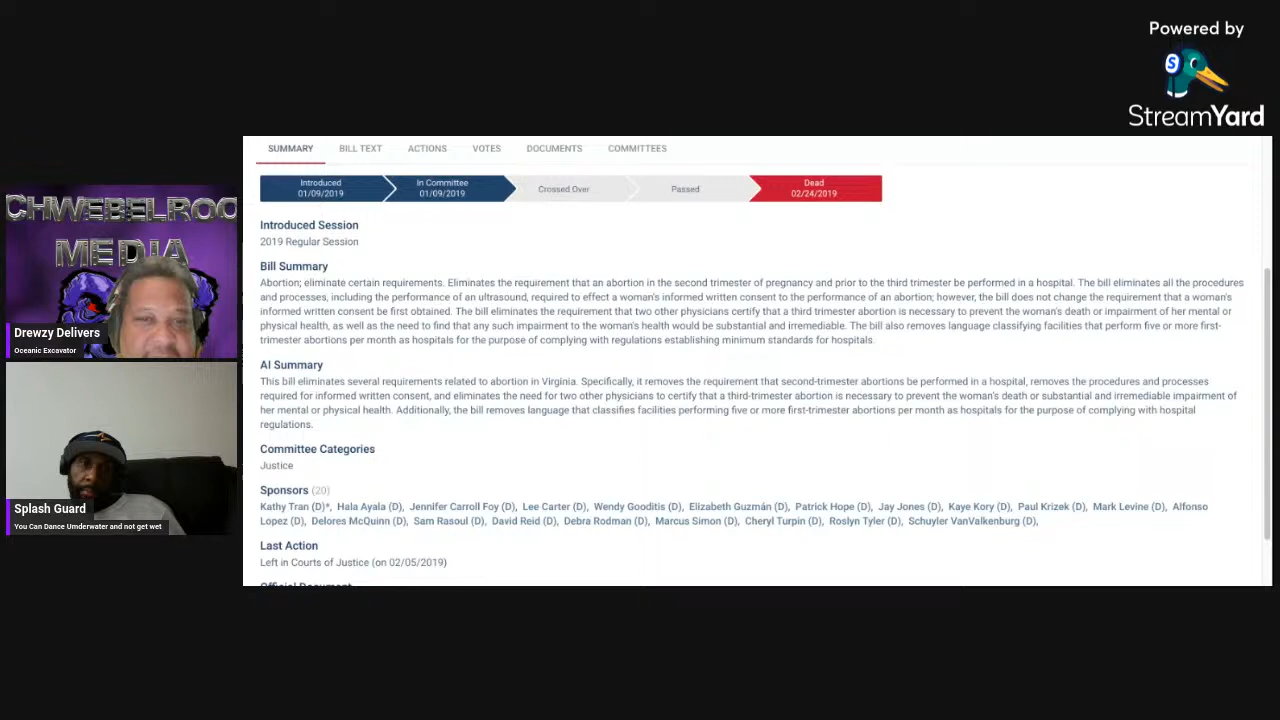 Powered by
StreamYard
SUMMARY BILL TEXT ACTIONS VOTES DOCUMENTS COMMITTEES
Introduced
01/09/2019
In Committee
01/09/2019
Crossed Over
Passed
Dead
02/24/2019
Introduced Session
2019 Regular Session
Bill Summary
Abortion; eliminate certain requirements. Eliminates the requirement that an abortion in the second trimester of pregnancy and prior to the third trimester be performed in a hospital. The bill eliminates all the procedures
and processes, including the performance of an ultrasound, required to effect a woman's informed written consent to the performance of an abortion; however, the bill does not change the requirement that a woman's
informed written consent be first obtained. The bill eliminates the requirement that two other physicians certify that a third trimester abortion is necessary to prevent the woman's death or impairment of her mental or
physical health, as well as the need to find that any such impairment to the woman's health would be substantial and irremediable. The bill also removes language classifying facilities that perform five or more first-
trimester abortions per month as hospitals for the purpose of complying with regulations establishing minimum standards for hospitals.
AI Summary
This bill eliminates several requirements related to abortion in Virginia. Specifically, it removes the requirement that second-trimester abortions be performed in a hospital, removes the procedures and processes
required for informed written consent, and eliminates the need for two other physicians to certify that a third-trimester abortion is necessary to prevent the woman's death or substantial and irremediable impairment of
her mental or physical health. Additionally, the bill removes language that classifies facilities performing five or more first-trimester abortions per month as hospitals for the purpose of complying with hospital
regulations.
Committee Categories
Justice
Sponsors (20)
Kathy Tran (D)*, Hala Ayala (D), Jennifer Carroll Foy (D), Lee Carter (D), Wendy Gooditis (D), Elizabeth Guzmán (D), Patrick Hope (D), Jay Jones (D), Kaye Kory (D), Paul Krizek (D), Mark Levine (D), Alfonso
Lopez (D), Delores McQuinn (D), Sam Rasoul (D), David Reid (D), Debra Rodman (D), Marcus Simon (D), Cheryl Turpin (D), Roslyn Tyler (D), Schuyler VanValkenburg (D),
Last Action
Left in Courts of Justice (on 02/05/2019)
Official Document
CHWEBELROO
MEDIA
Drewzy Delivers
Oceanic Excavator
Splash Guard
You Can Dance Umderwater and not get wet